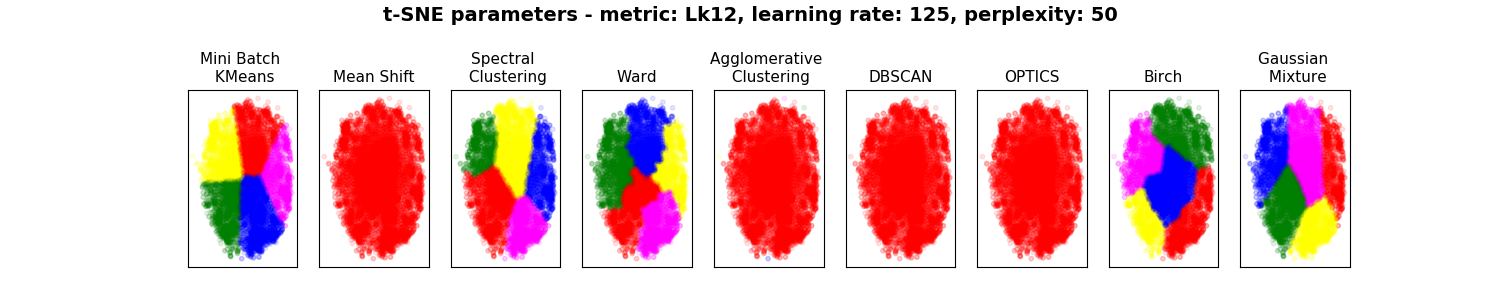 t-SNE parameters - metric: Lk12, learning rate: 125, perplexity: 50
Mini Batch
KMeans
Mean Shift
Spectral
Clustering
Ward
Agglomerative
Clustering
DBSCAN
OPTICS
Birch
Gaussian
Mixture